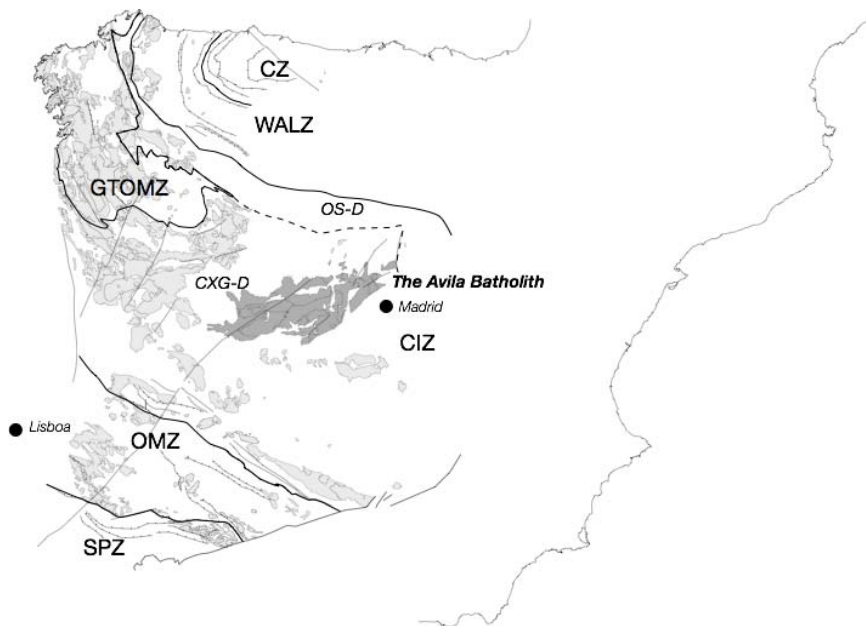 CZ
WALZ
GTOMZ
OS-D
CXG-D
The Avila Batholith
Madrid
CIZ
Lisboa
OMZ
SPZ